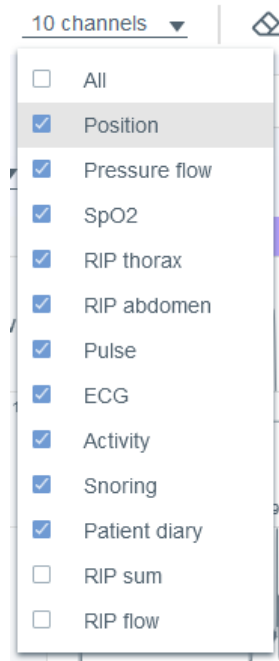 10 channels
All
Position
Pressure flow
SpO2
RIP thorax
RIP abdomen
Pulse
ECG
Activity
Snoring
Patient diary
RIP sum
RIP flow